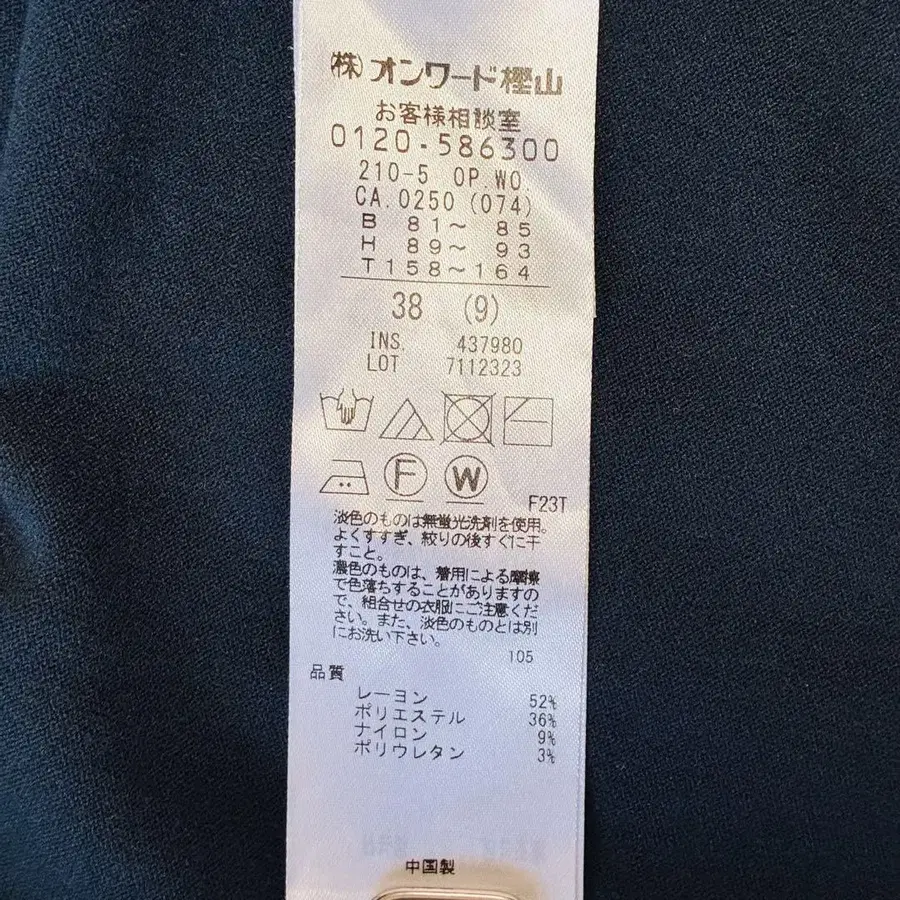 ㈱オンワード樫山
お客様相談室
0120-586300
210-5 OP.WO.
CA.0250 (074)
B 81～ 85
H 89～ 93
T 158～164
38 (9)
INS. 437980
LOT 7112323
F W
F23T
淡色のものは無蛍光洗剤を使用。
よくすすぎ、絞りの後すぐに干
すこと。
濃色のものは、着用による摩擦
で色落ちすることがありますの
で、組合せの衣服にご注意くだ
さい。また、淡色のものとは別
にお洗い下さい。
105
品質
レーヨン 52%
ポリエステル 36%
ナイロン 9%
ポリウレタン 3%
中国製